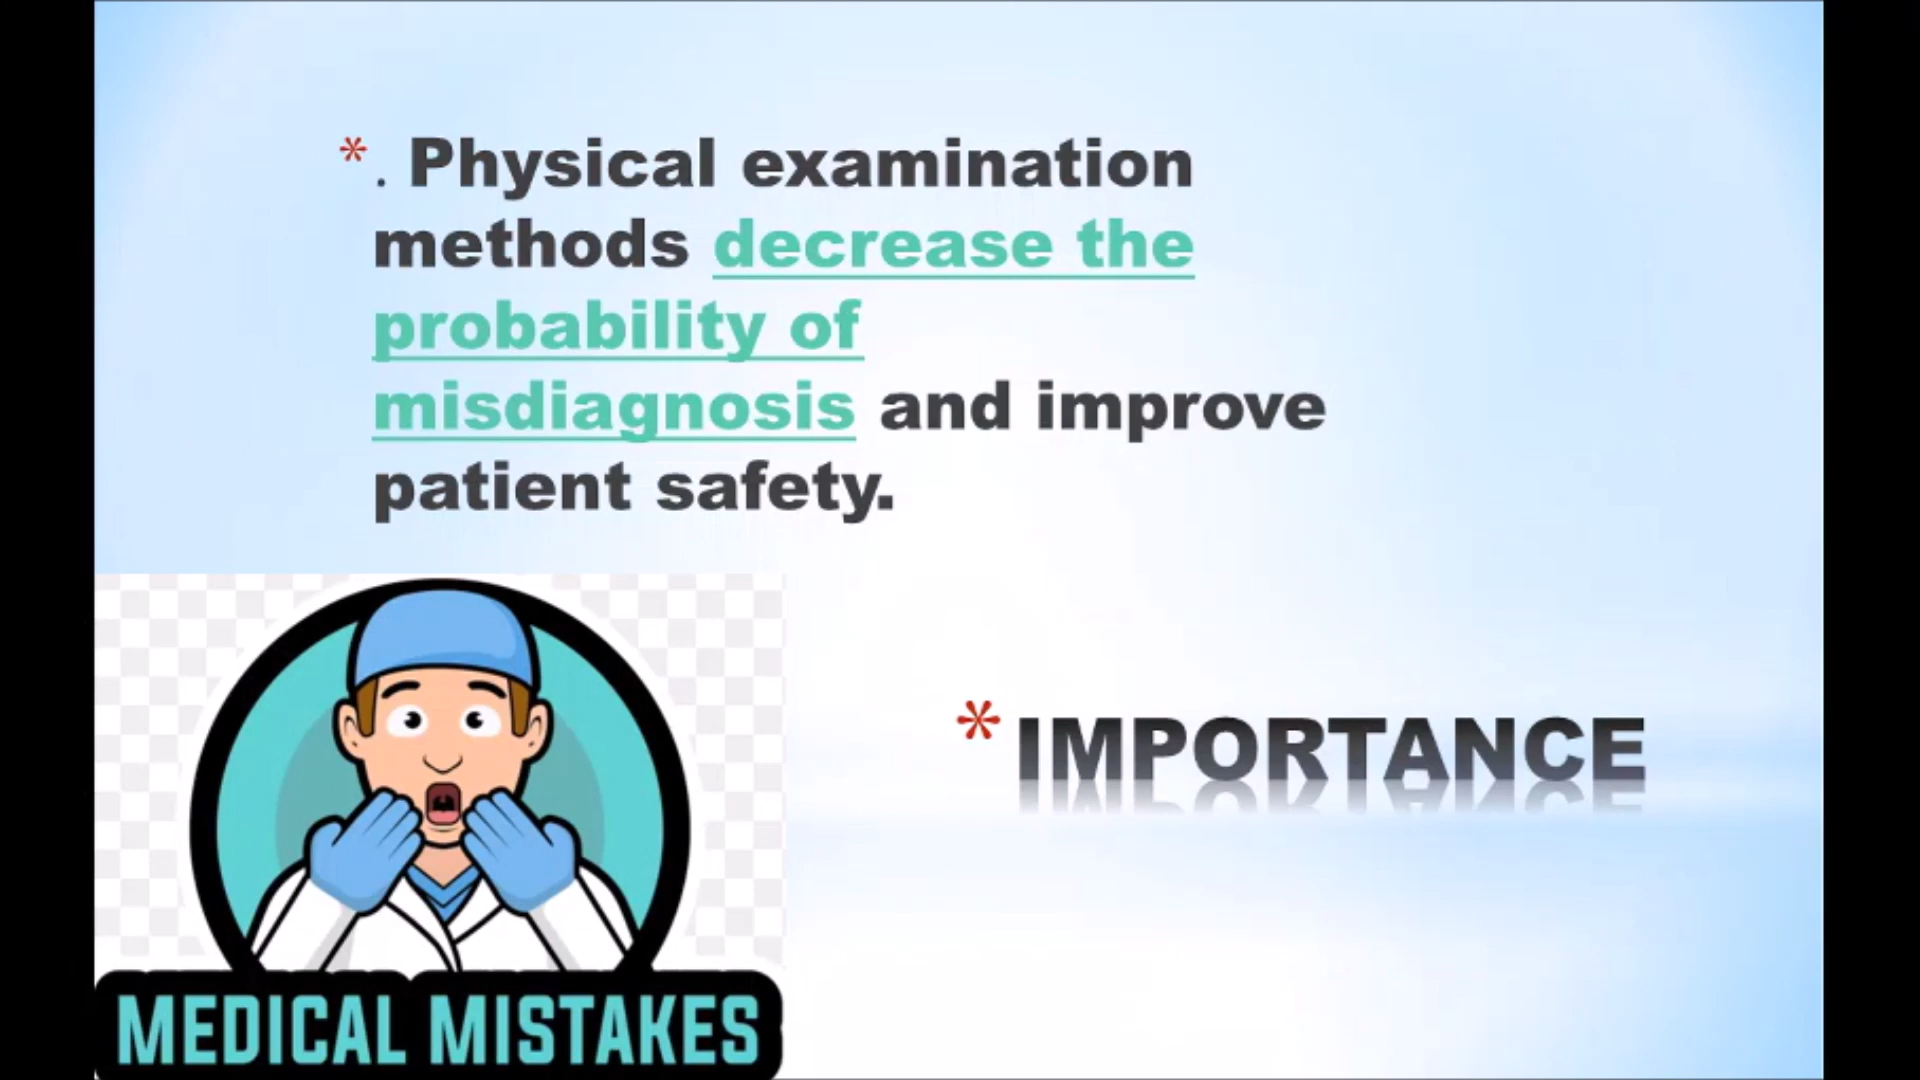 * . Physical examination
methods decrease the
probability of
misdiagnosis and improve
patient safety.
* IMPORTANCE
MEDICAL MISTAKES